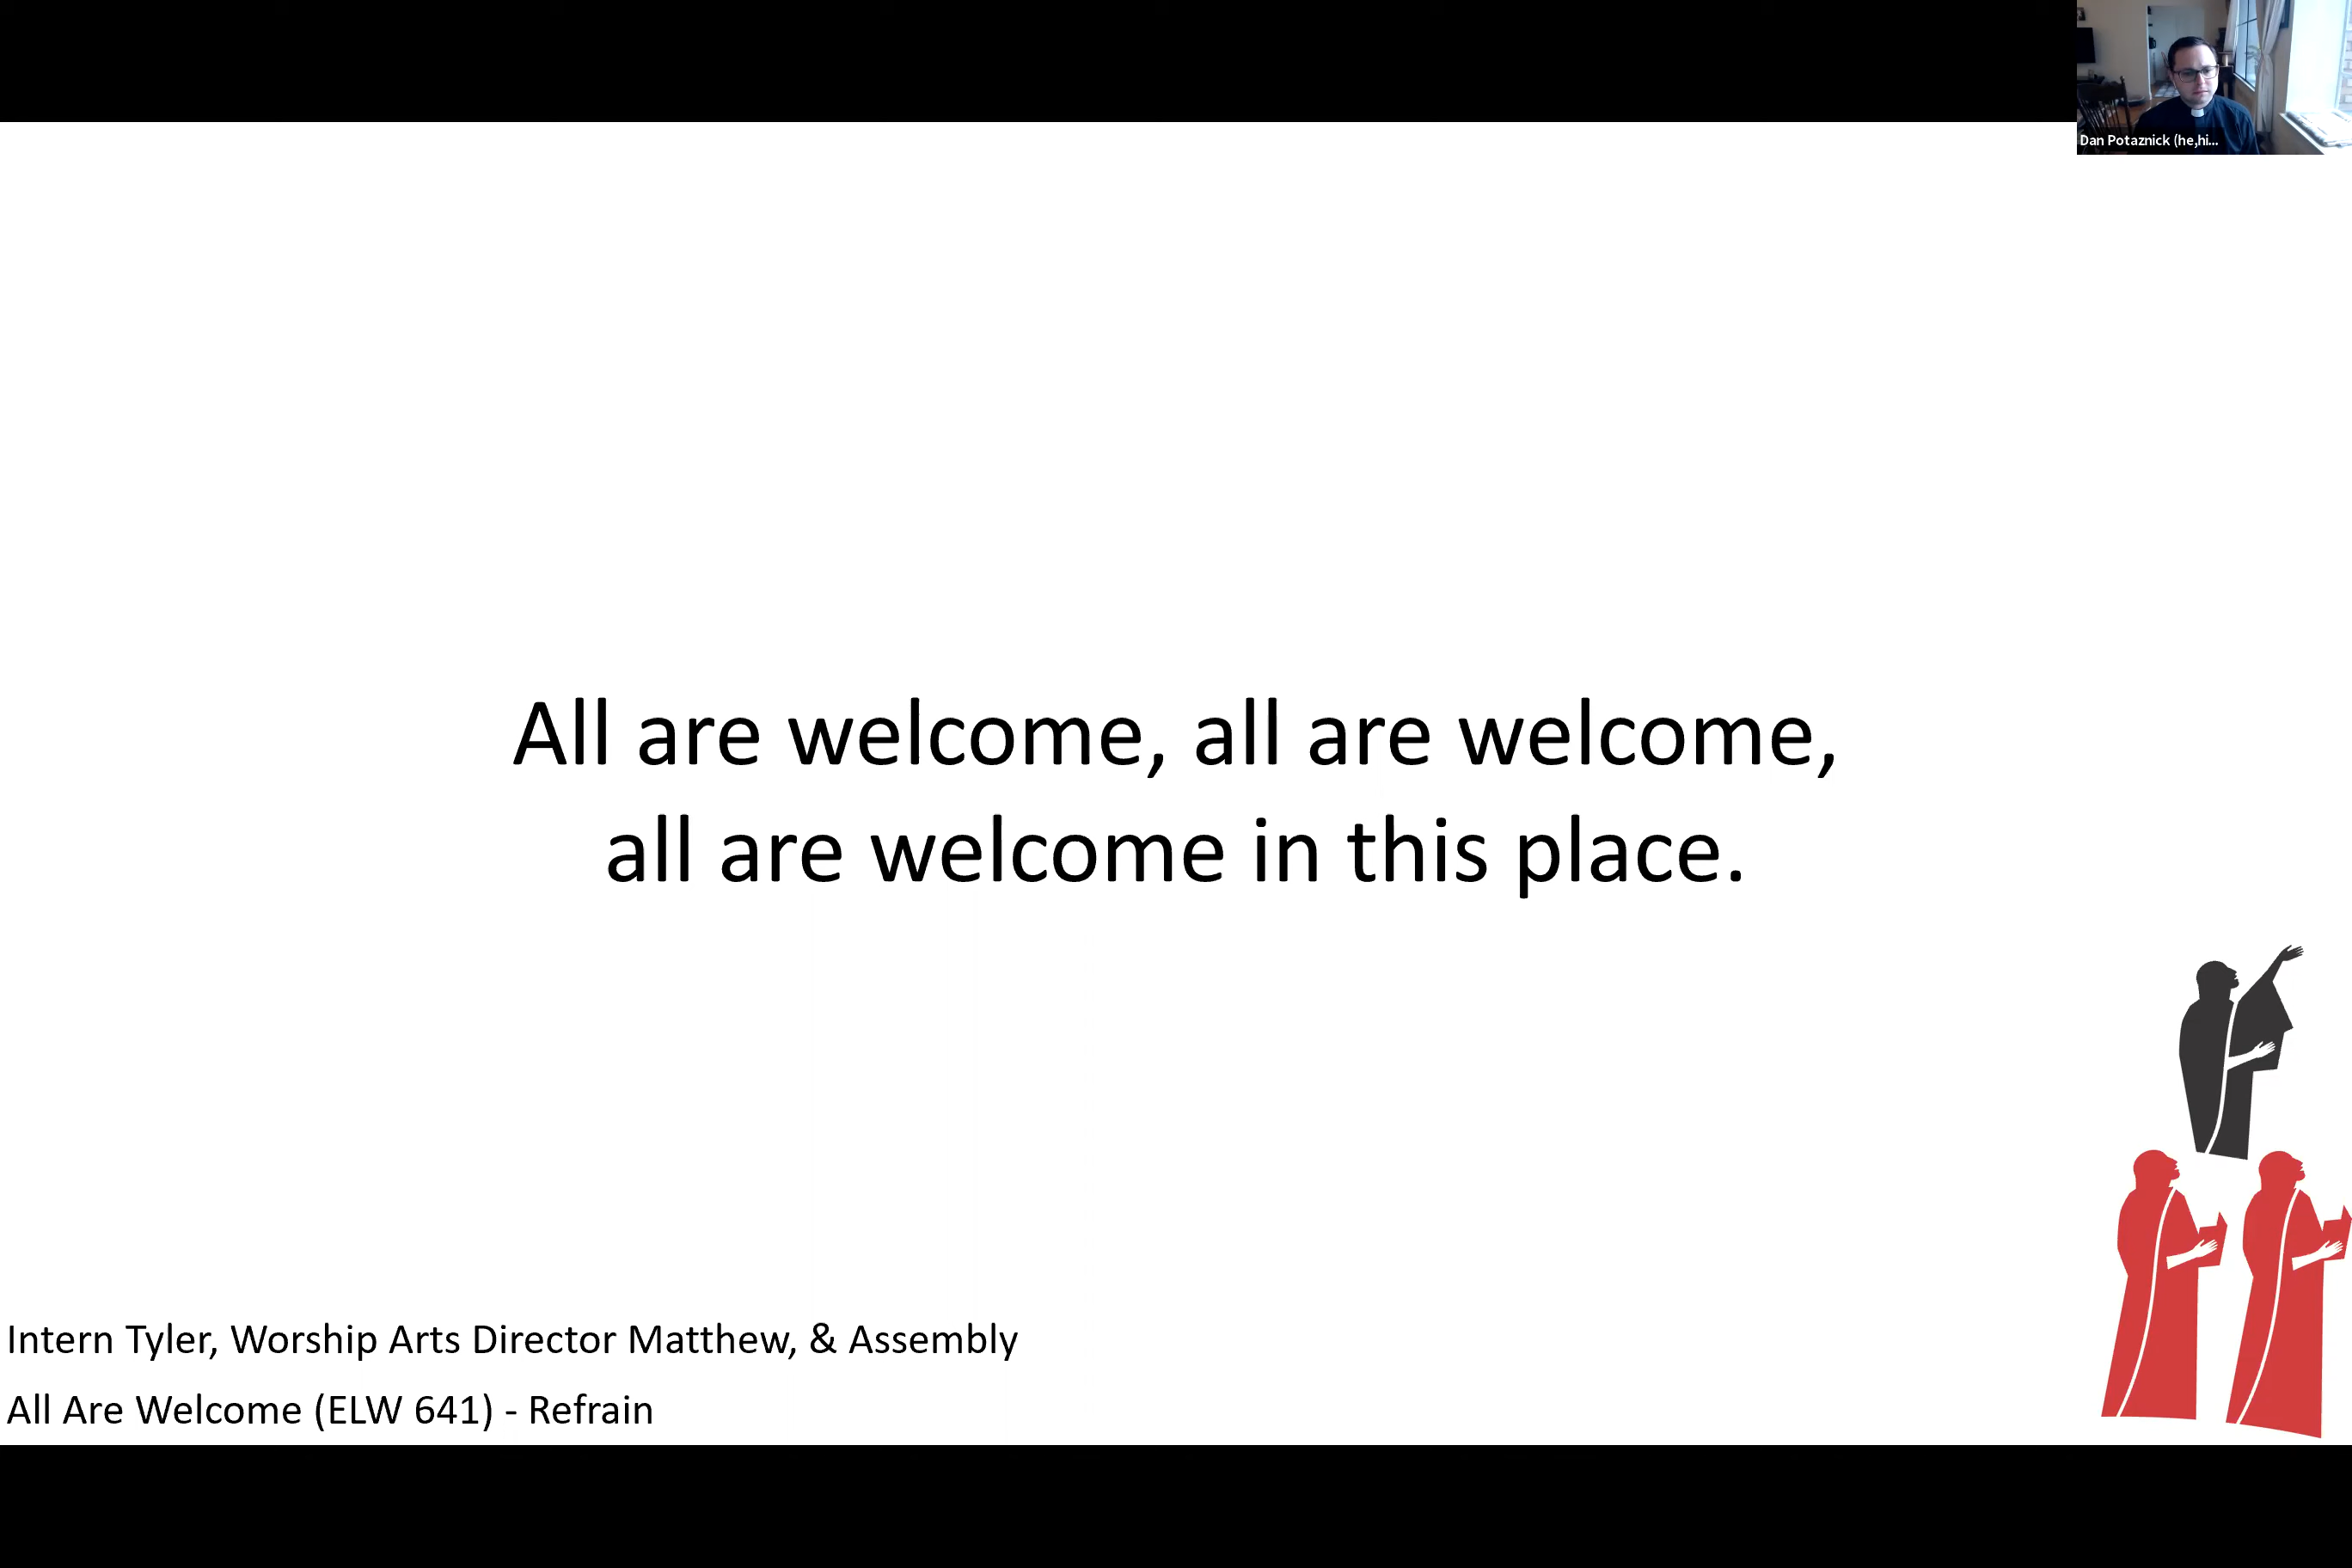 Dan Potaznick (he,hi...
All are welcome, all are welcome,
all are welcome in this place.
Intern Tyler, Worship Arts Director Matthew, & Assembly
All Are Welcome (ELW 641) - Refrain